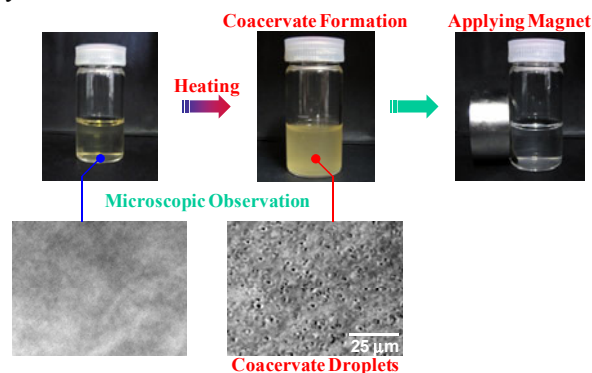 Coacervate Formation
Applying Magnet
Heating
Microscopic Observation
25 μm
Coacervate Droplets